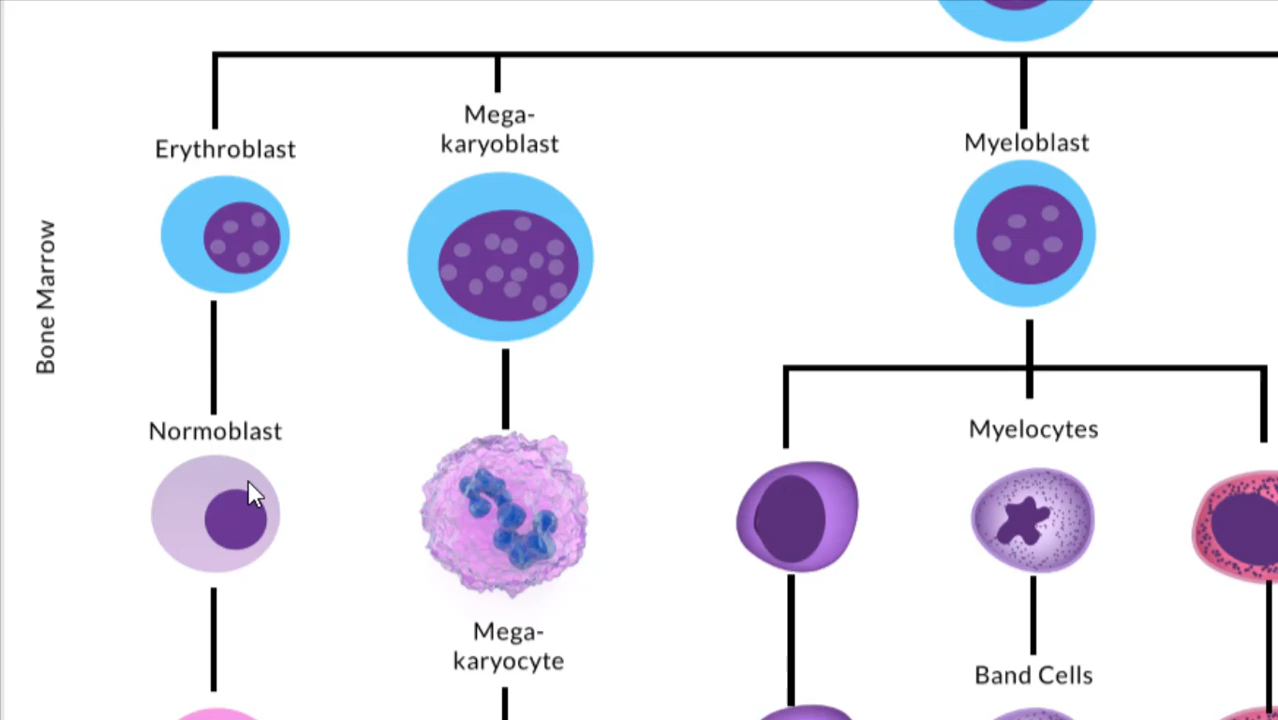 Mega-
karyoblast
Erythroblast
Myeloblast
Bone Marrow
Normoblast
Myelocytes
Mega-
karyocyte
Band Cells